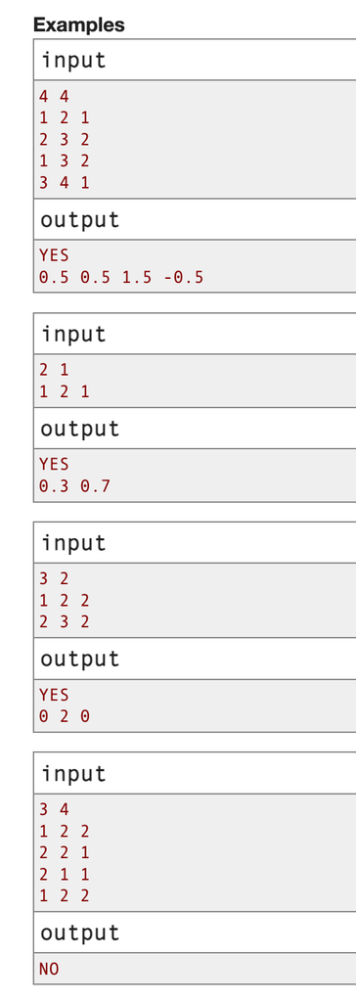 Examples
input
4 4
1 2 1
2 3 2
1 3 2
3 4 1
output
YES
0.5 0.5 1.5 -0.5
input
2 1
1 2 1
output
YES
0.3 0.7
input
3 2
1 2 2
2 3 2
output
YES
0 2 0
input
3 4
1 2 2
2 2 1
2 1 1
1 2 2
output
NO